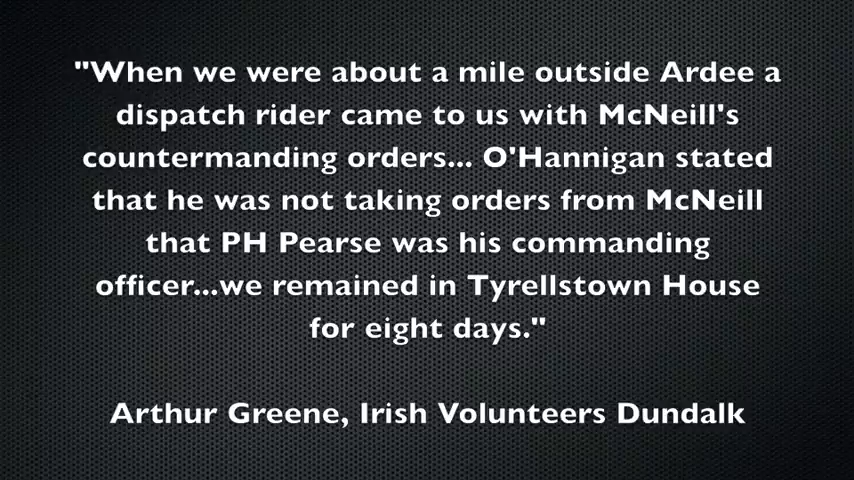 "When we were about a mile outside Ardee a
dispatch rider came to us with McNeill's
countermanding orders... O'Hannigan stated
that he was not taking orders from McNeill
that PH Pearse was his commanding
officer...we remained in Tyrellstown House
for eight days."
Arthur Greene, Irish Volunteers Dundalk